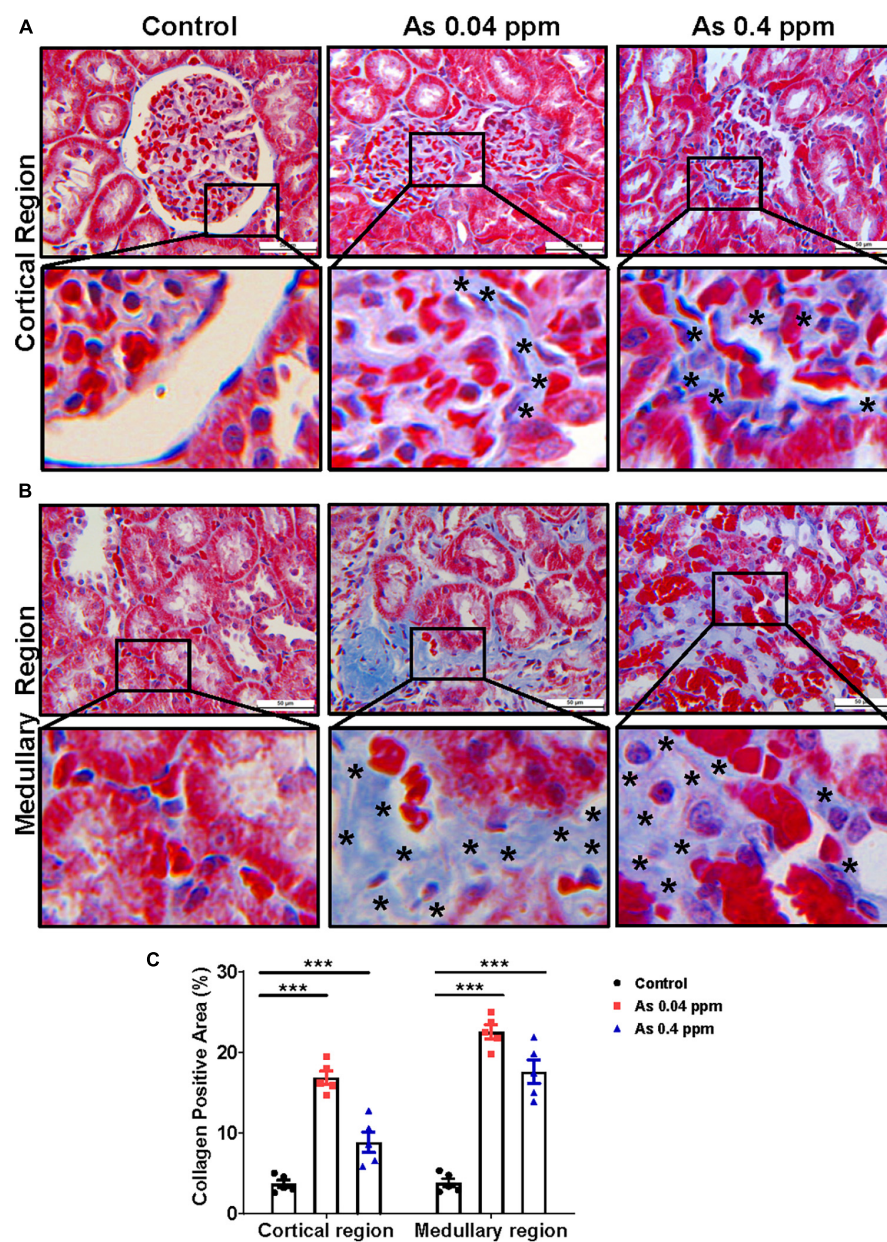 A
Control
As 0.04 ppm
As 0.4 ppm
Cortical Region
50 µm
50 µm
50 µm
* * * * *
* * * * * * *
B
Medullary Region
50 µm
50 µm
50 µm
* * * * * * * * * * * *
* * * * * * * * * *
C
Collagen Positive Area (%)
30
20
10
0
***
***
***
***
Cortical region
Medullary region
Control
As 0.04 ppm
As 0.4 ppm